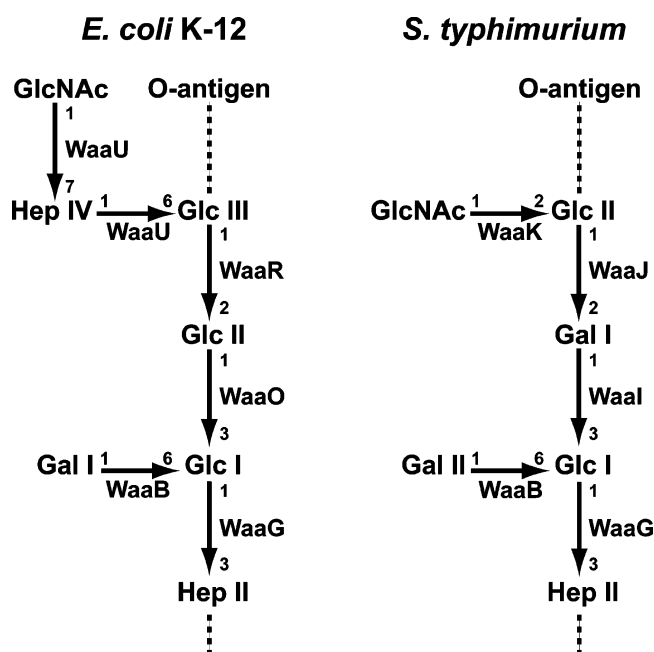 E. coli K-12
S. typhimurium
GlcNAc
O-antigen
O-antigen
1
WaaU
7
Hep IV 1 6 Glc III
WaaU
GlcNAc 1 2 Glc II
WaaK
1
WaaR
2
1
WaaJ
2
Glc II
Gal I
1
WaaO
3
1
WaaI
3
Gal I 1 6 Glc I
WaaB
Gal II 1 6 Glc I
WaaB
1
WaaG
3
1
WaaG
3
Hep II
Hep II